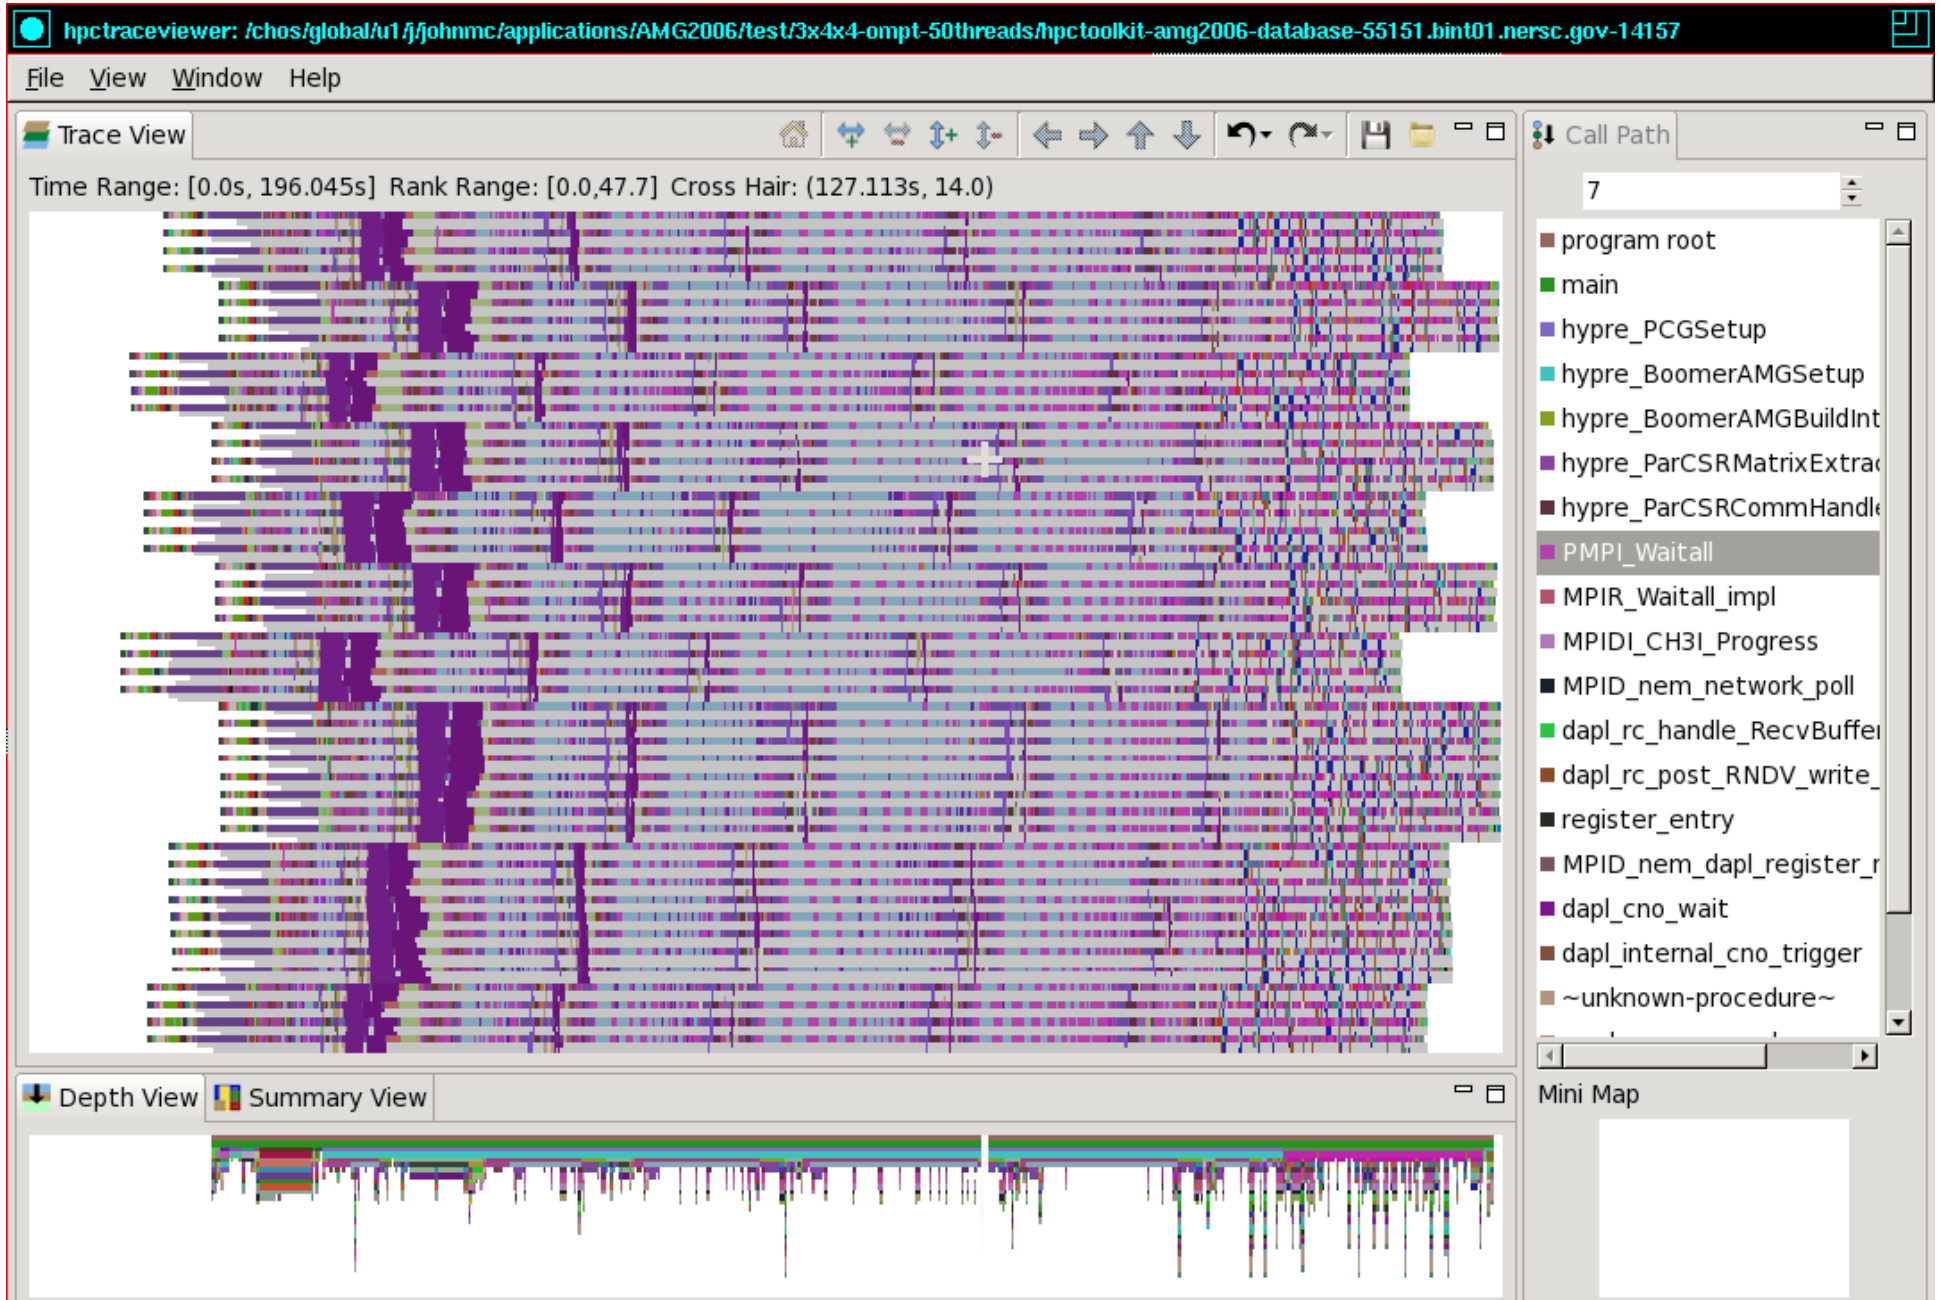 hpctraceviewer: /chos/global/u1/j/johnmc/applications/AMG2006/test/3x4x4-ompt-50threads/hpctoolkit-amg2006-database-55151.bint01.nersc.gov-14157
File View Window Help
Trace View
Time Range: [0.0s, 196.045s] Rank Range: [0.0,47.7] Cross Hair: (127.113s, 14.0)
Call Path
7
program root
main
hypre_PCGSetup
hypre_BoomerAMGSetup
hypre_BoomerAMGBuildInt
hypre_ParCSRMatrixExtrac
hypre_ParCSRCommHandle
PMPI_Waitall
MPIR_Waitall_impl
MPIDI_CH3I_Progress
MPID_nem_network_poll
dapl_rc_handle_RecvBuffer
dapl_rc_post_RNDV_write_
register_entry
MPID_nem_dapl_register_r
dapl_cno_wait
dapl_internal_cno_trigger
~unknown-procedure~
Depth View Summary View
Mini Map